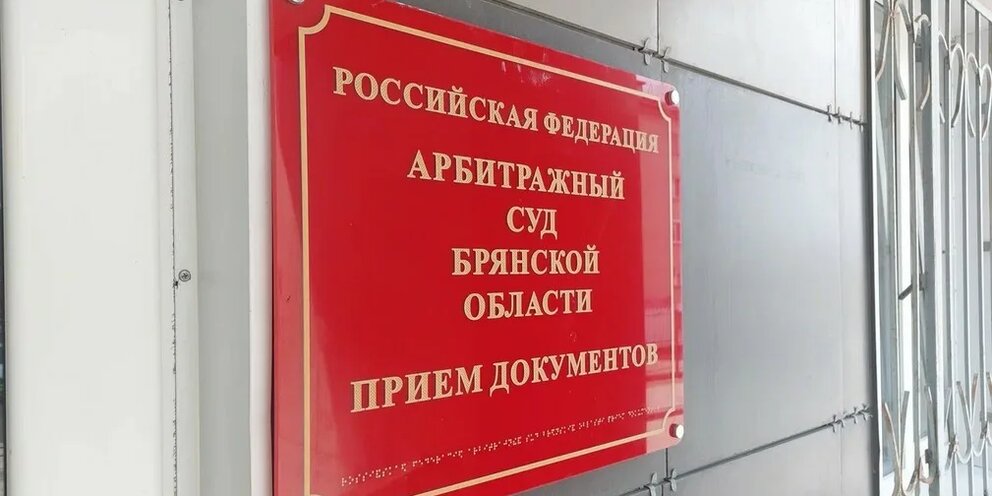 РОССИЙСКАЯ ФЕДЕРАЦИЯ
АРБИТРАЖНЫЙ
СУД
БРЯНСКОЙ
ОБЛАСТИ
ПРИЕМ ДОКУМЕНТОВ